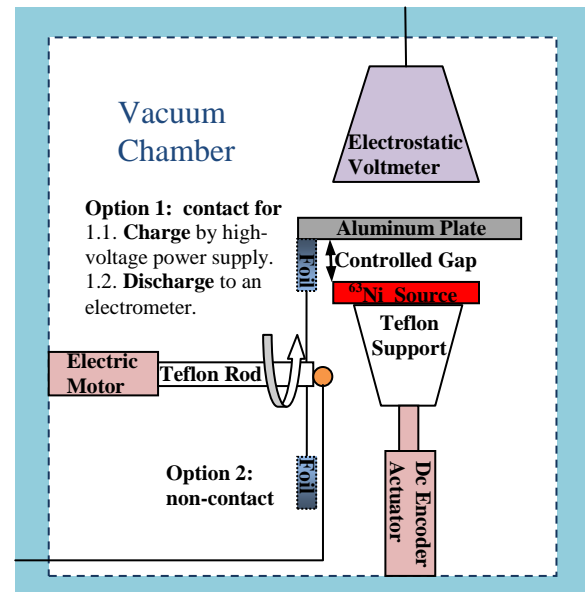 Vacuum
Chamber
Electrostatic
Voltmeter
Option 1: contact for
1.1. Charge by high-
voltage power supply.
1.2. Discharge to an
electrometer.
Aluminum Plate
Foil
Controlled Gap
⁶³Ni Source
Teflon
Support
Electric
Motor
Teflon Rod
Option 2:
non-contact
Foil
Dc Encoder
Actuator